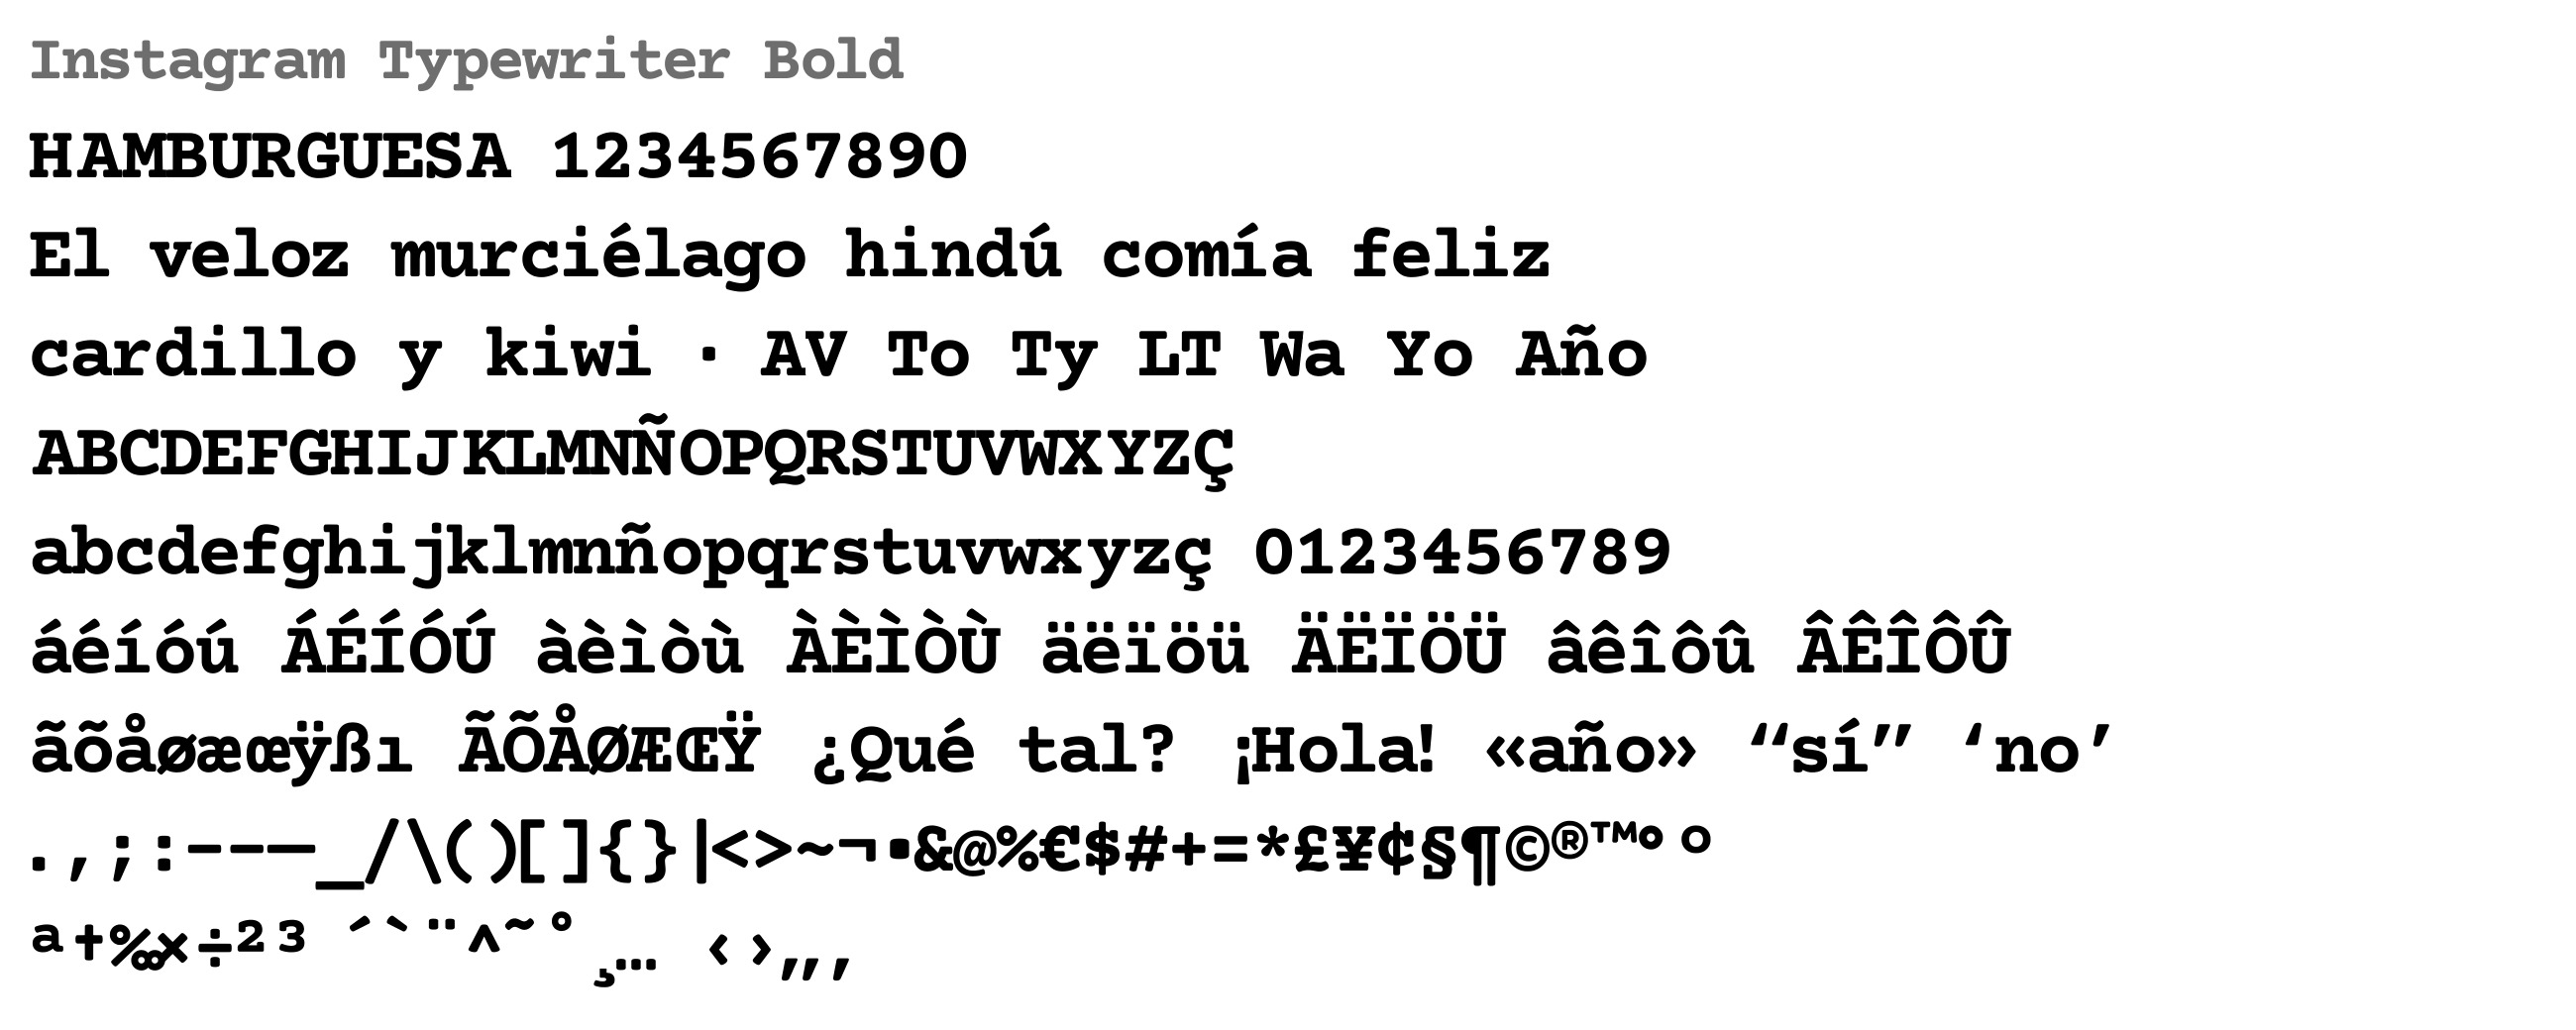 Instagram Typewriter Bold
HAMBURGUESA 1234567890
El veloz murciélago hindú comía feliz
cardillo y kiwi · AV To Ty LT Wa Yo Año
ABCDEFGHIJKLMNÑOPQRSTUVWXYZÇ
abcdefghijklmnñopqrstuvwxyzç 0123456789
áéíóú ÁÉÍÓÚ àèìòù ÀÈÌÒÙ äëïöü ÄËÏÖÜ âêîôû ÂÊÎÔÛ
ãõåøæœÿßı ÃÕÅØÆŒŸ ¿Qué tal? ¡Hola! «año» “sí” ‘no’
.,;:-–—_/\()[]{}|<>~¬•&@%€$#+=*£¥¢§¶©®™°º
ª†‰×÷²³ ´`¨^˜˚¸… ‹›„‚